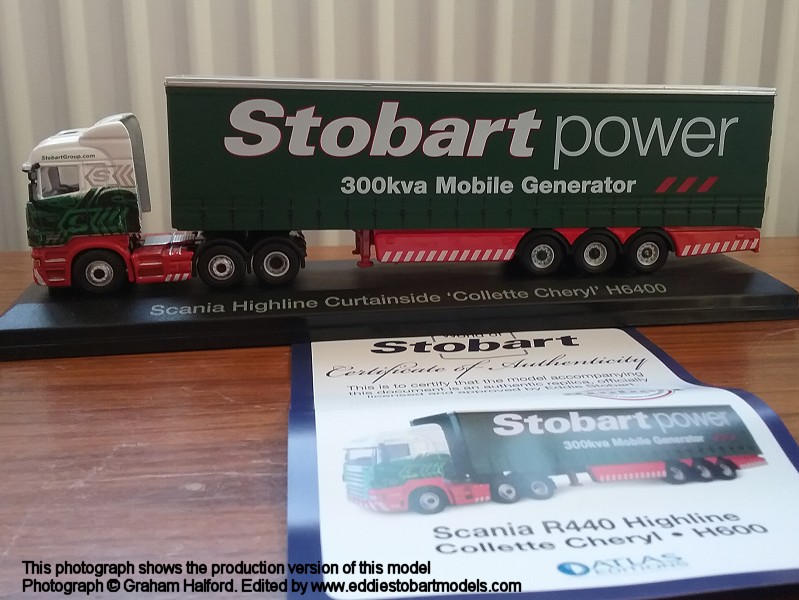 Stobart power
300kva Mobile Generator
StobartGroup.com
Scania Highline Curtainside 'Collette Cheryl' H6400
World of
Stobart
Certificate of Authenticity
This is to certify that the model accompanying
this document is an authentic replica, officially
licensed and approved by
Stobart power
300kva Mobile Generator
Scania R440 Highline
Collette Cheryl • H600
ATLAS
EDITIONS
This photograph shows the production version of this model
Photograph © Graham Halford. Edited by www.eddiestobartmodels.com